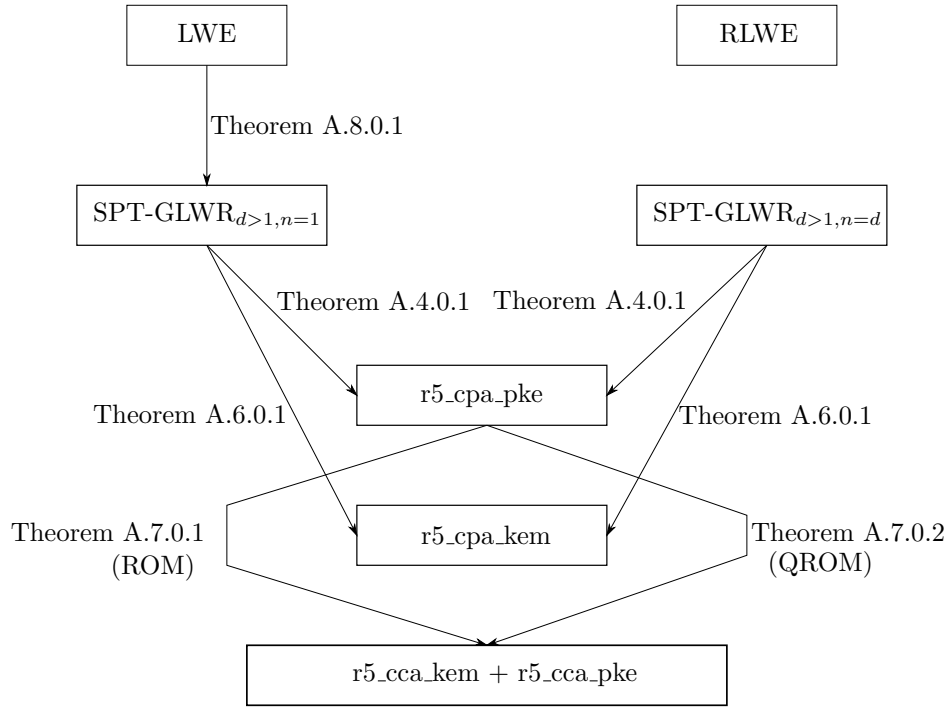 LWE
RLWE
Theorem A.8.0.1
SPT-GLWR_{d>1,n=1}
SPT-GLWR_{d>1,n=d}
Theorem A.4.0.1
Theorem A.4.0.1
r5_cpa_pke
Theorem A.6.0.1
Theorem A.6.0.1
Theorem A.7.0.1
(ROM)
r5_cpa_kem
Theorem A.7.0.2
(QROM)
r5_cca_kem + r5_cca_pke